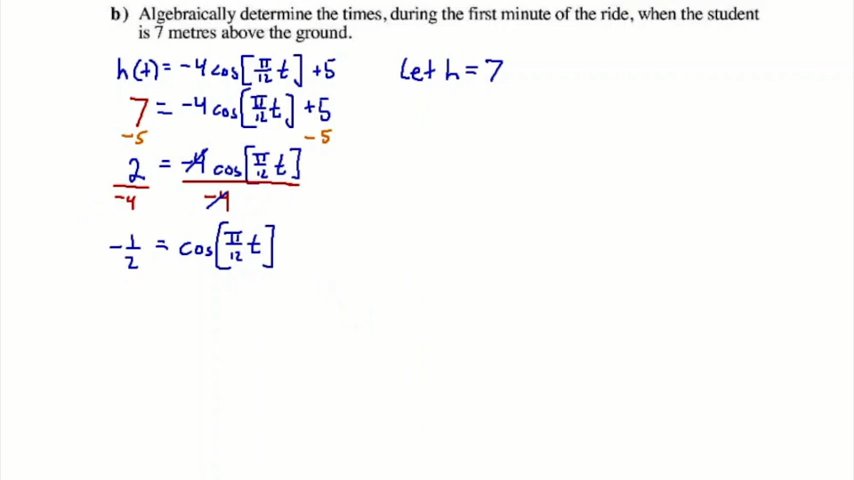 b) Algebraically determine the times, during the first minute of the ride, when the student
is 7 metres above the ground.
h(t) = -4 cos[π/12 t] + 5 Let h = 7
7 = -4 cos[π/12 t] + 5
-5 -5
2 = -4 cos[π/12 t]
-4 -4
-1/2 = cos[π/12 t]